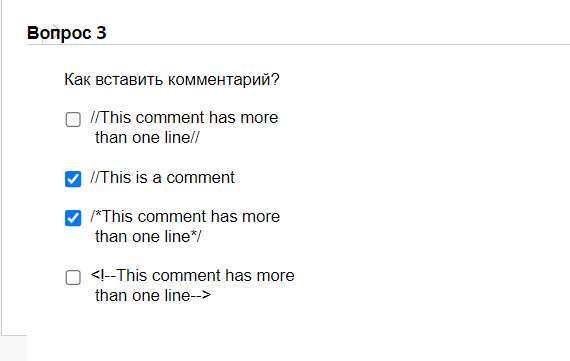 Вопрос 3
Как вставить комментарий?
//This comment has more
than one line//
//This is a comment
/*This comment has more
than one line*/
<!--This comment has more
than one line-->